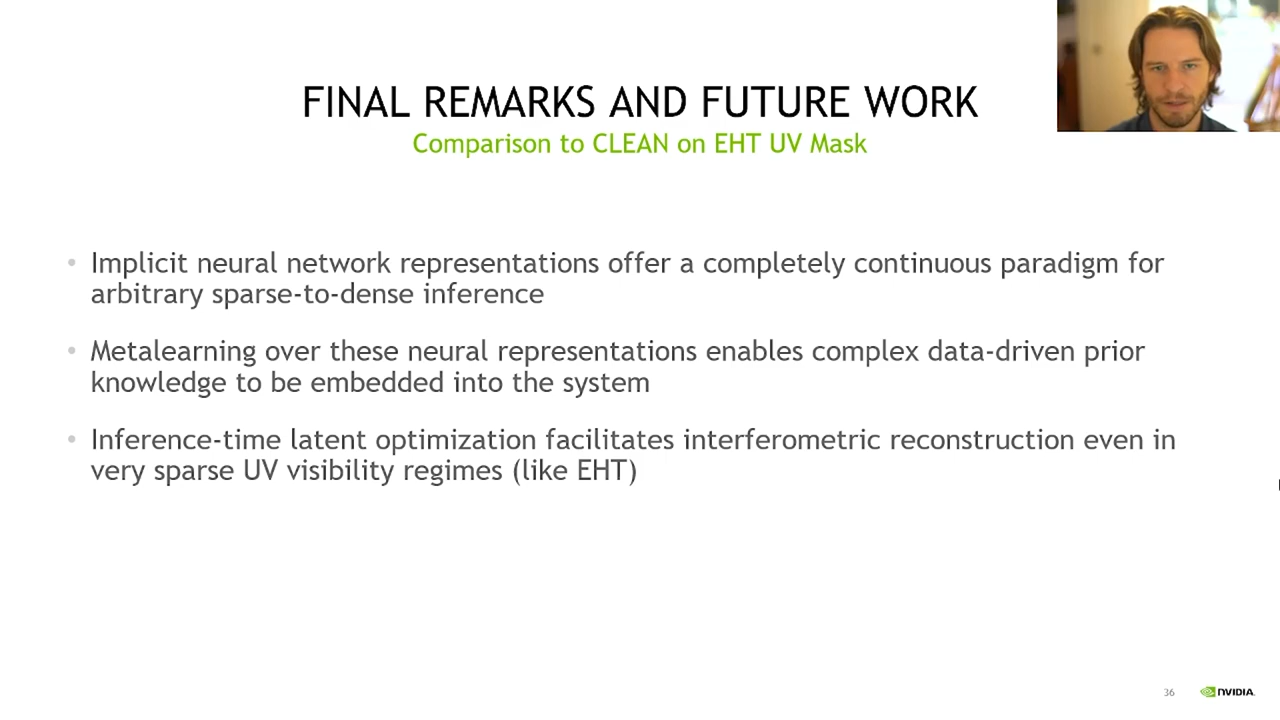 FINAL REMARKS AND FUTURE WORK
Comparison to CLEAN on EHT UV Mask
• Implicit neural network representations offer a completely continuous paradigm for
arbitrary sparse-to-dense inference
• Metalearning over these neural representations enables complex data-driven prior
knowledge to be embedded into the system
• Inference-time latent optimization facilitates interferometric reconstruction even in
very sparse UV visibility regimes (like EHT)
36
NVIDIA.